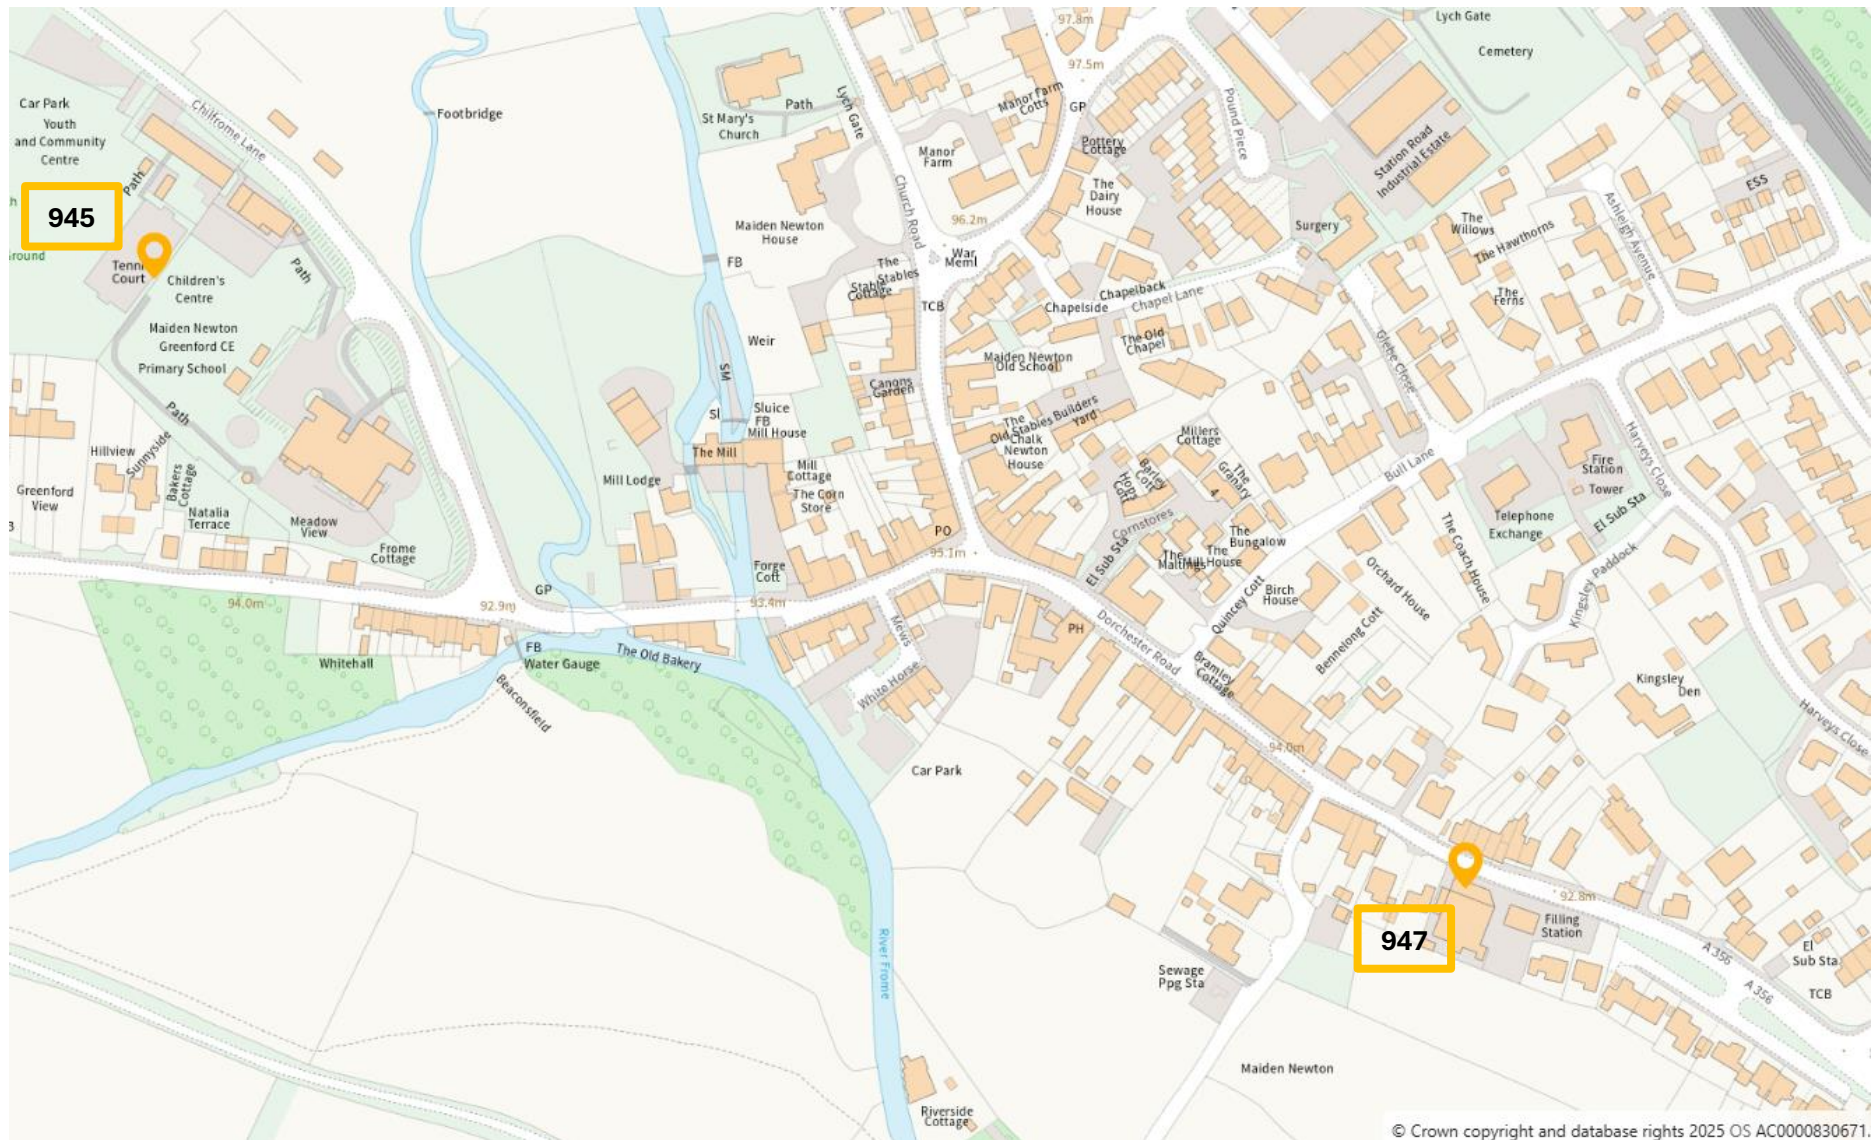 97.8m
Lych Gate
Cemetery
97.5m
Car Park
Youth
and Community
Centre
Chilfrome Lane
Footbridge
St Mary's
Church
Path
Lych Gate
Manor Farm
Cotts
GP
Pound Piece
Pottery
Cottage
Manor
Farm
Station Road
Industrial Estate
Path
945
The
Dairy
House
ESS
Ashleigh Avenue
round
Maiden Newton
House
Church Road
96.2m
Surgery
The
Willows
The Hawthorns
Tennis
Court
Children's
Centre
Path
FB
The
Stables
Stable
Cottage
War
Meml
TCB
Chapelside
Chapelback
Chapel Lane
The
Ferns
Maiden Newton
Greenford CE
Primary School
Weir
SM
The Old
Chapel
Maiden Newton
Old School
Glebe Close
Canons
Garden
Path
Sl
Sluice
FB
Mill House
The Mill
The
Old Stables
Builders
Yard
Chalk
Newton
House
Millers
Cottage
Harveys Close
Hillview
Sunnyside
Bakers
Cottage
Greenford
View
Natalia
Terrace
Meadow
View
Frome
Cottage
Mill Lodge
Mill
Cottage
The Corn
Store
Barley
Cott
Hops
Cott
The
Granary
4
Bull Lane
Fire
Station
Tower
El Sub Sta
Telephone
Exchange
PO
95.1m
Cornstores
El Sub Sta
The
Maltings
The
Mill House
The
Bungalow
The Coach House
Orchard House
Kingsley Paddock
3
Forge
Cott
GP
94.0m
92.9m
93.4m
Mews
White Horse
PH
Dorchester Road
Quincey Cott
Birch
House
Bennelong Cott
Bramley
Cottage
Whitehall
FB
Water Gauge
The Old Bakery
Beaconsfield
Kingsley
Den
Harveys Close
94.0m
Car Park
River Frome
92.8m
947
Filling
Station
Sewage
Ppg Sta
A 356
A 356
El
Sub Sta
TCB
Maiden Newton
Riverside
Cottage
© Crown copyright and database rights 2025 OS AC0000830671